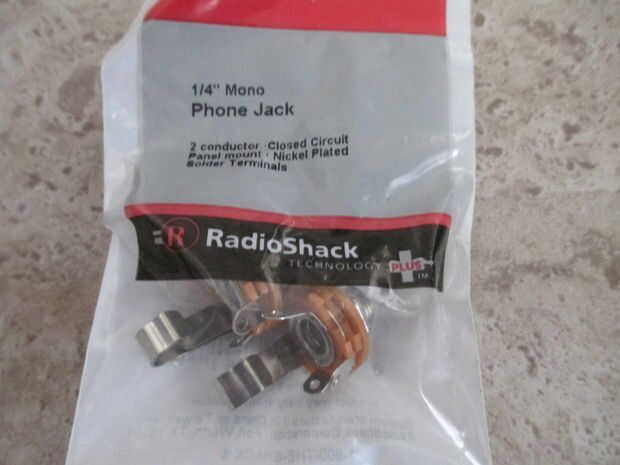 1/4" Mono
Phone Jack
2 conductor · Closed Circuit
Panel mount · Nickel Plated
Solder Terminals
R RadioShack
TECHNOLOGY PLUS TM